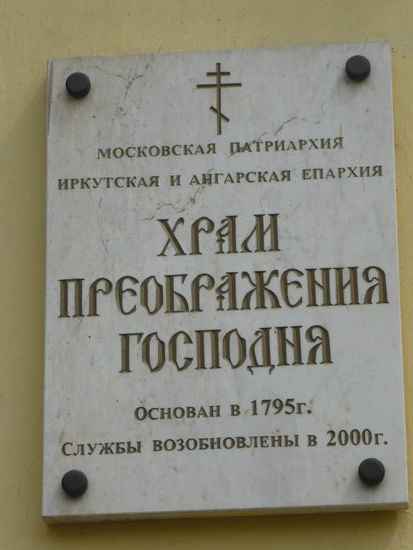 МОСКОВСКАЯ ПАТРИАРХИЯ
ИРКУТСКАЯ И АНГАРСКАЯ ЕПАРХИЯ
ХРАМ
ПРЕОБРАЖЕНИЯ
ГОСПОДНЯ
ОСНОВАН В 1795г.
СЛУЖБЫ ВОЗОБНОВЛЕНЫ В 2000г.